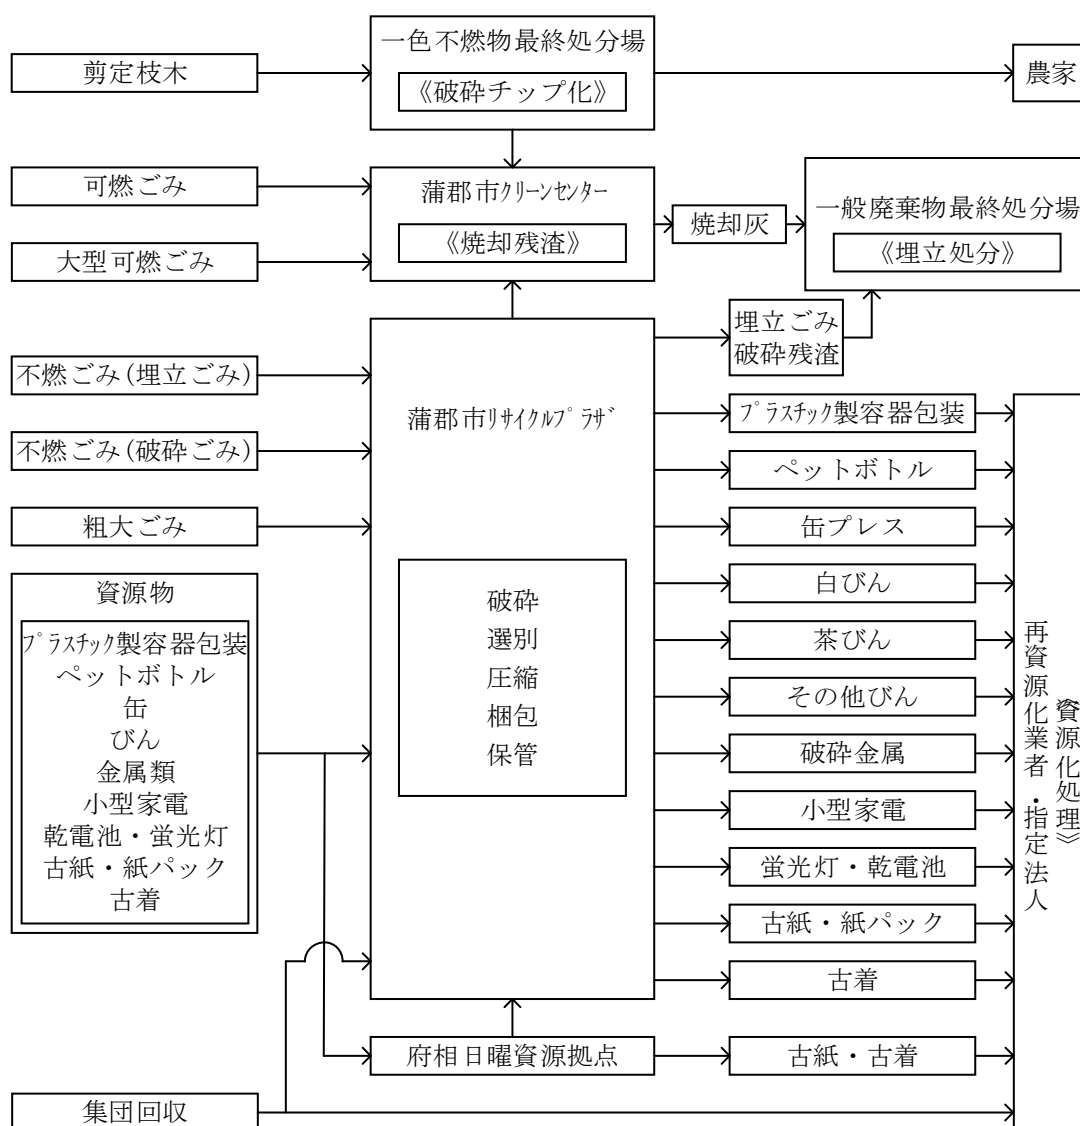 一色不燃物最終処分場
剪定枝木
《破砕チップ化》
農家
可燃ごみ
蒲郡市クリーンセンター
《焼却残渣》
焼却灰
一般廃棄物最終処分場
《埋立処分》
大型可燃ごみ
埋立ごみ
破砕残渣
不燃ごみ(埋立ごみ)
不燃ごみ(破砕ごみ)
粗大ごみ
蒲郡市リサイクルプラザ
破砕
選別
圧縮
梱包
保管
資源物
プラスチック製容器包装
ペットボトル
缶
びん
金属類
小型家電
乾電池・蛍光灯
古紙・紙パック
古着
プラスチック製容器包装
ペットボトル
缶プレス
白びん
茶びん
その他びん
破砕金属
小型家電
蛍光灯・乾電池
古紙・紙パック
古着
再資源化業者・指定法人
《資源化処理》
府相日曜資源拠点
古紙・古着
集団回収